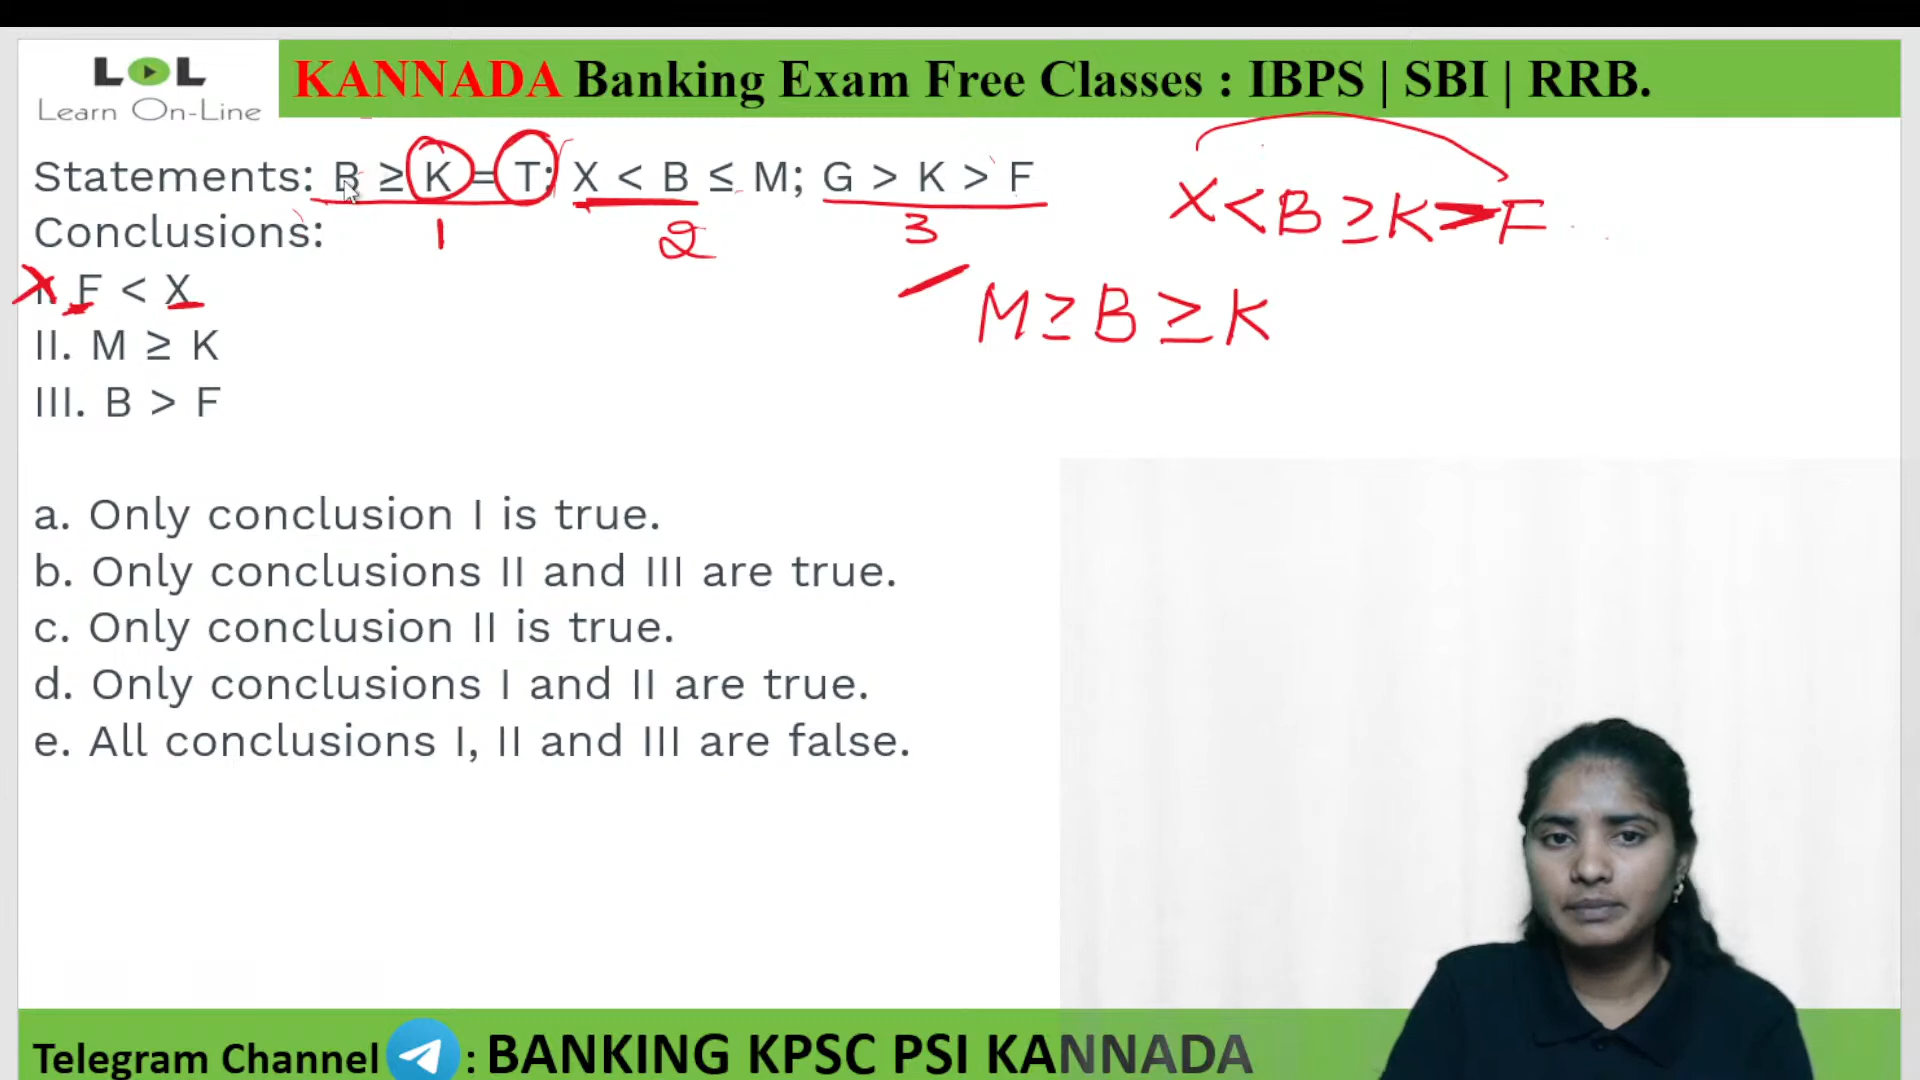 LOL
Learn On-Line
KANNADA Banking Exam Free Classes : IBPS | SBI | RRB.
Statements: B ≥ K = T; X < B ≤ M; G > K > F
1 2 3
X < B ≥ K > F
Conclusions:
I. F < X
M ≥ B ≥ K
II. M ≥ K
III. B > F
a. Only conclusion I is true.
b. Only conclusions II and III are true.
c. Only conclusion II is true.
d. Only conclusions I and II are true.
e. All conclusions I, II and III are false.
Telegram Channel : BANKING KPSC PSI KANNADA